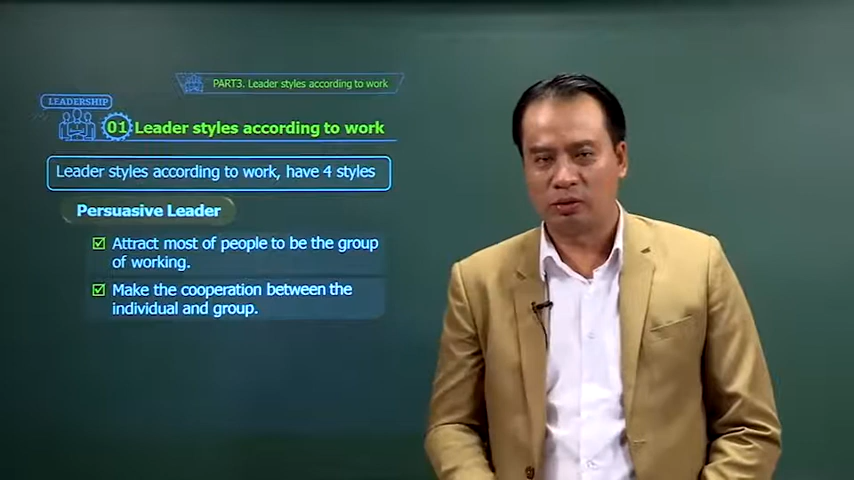 PART3. Leader styles according to work
LEADERSHIP
01 Leader styles according to work
Leader styles according to work, have 4 styles
Persuasive Leader
Attract most of people to be the group
of working.
Make the cooperation between the
individual and group.